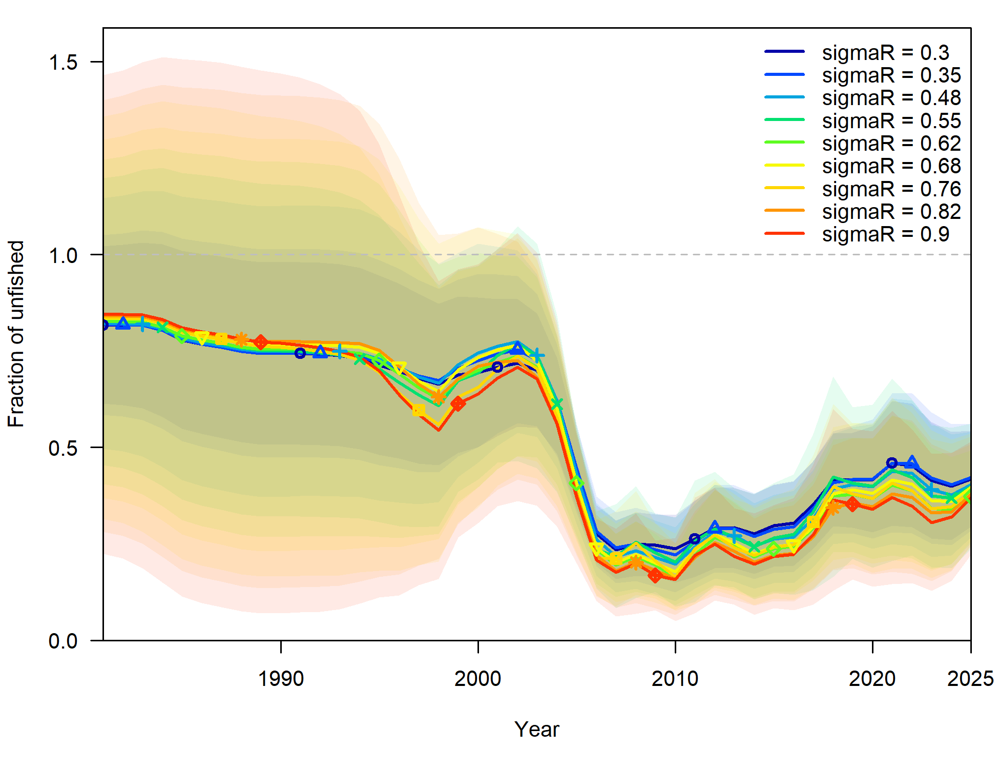 1.5
1.0
0.5
0.0
Fraction of unfished
sigmaR = 0.3
sigmaR = 0.35
sigmaR = 0.48
sigmaR = 0.55
sigmaR = 0.62
sigmaR = 0.68
sigmaR = 0.76
sigmaR = 0.82
sigmaR = 0.9
1990 2000 2010 2020 2025
Year